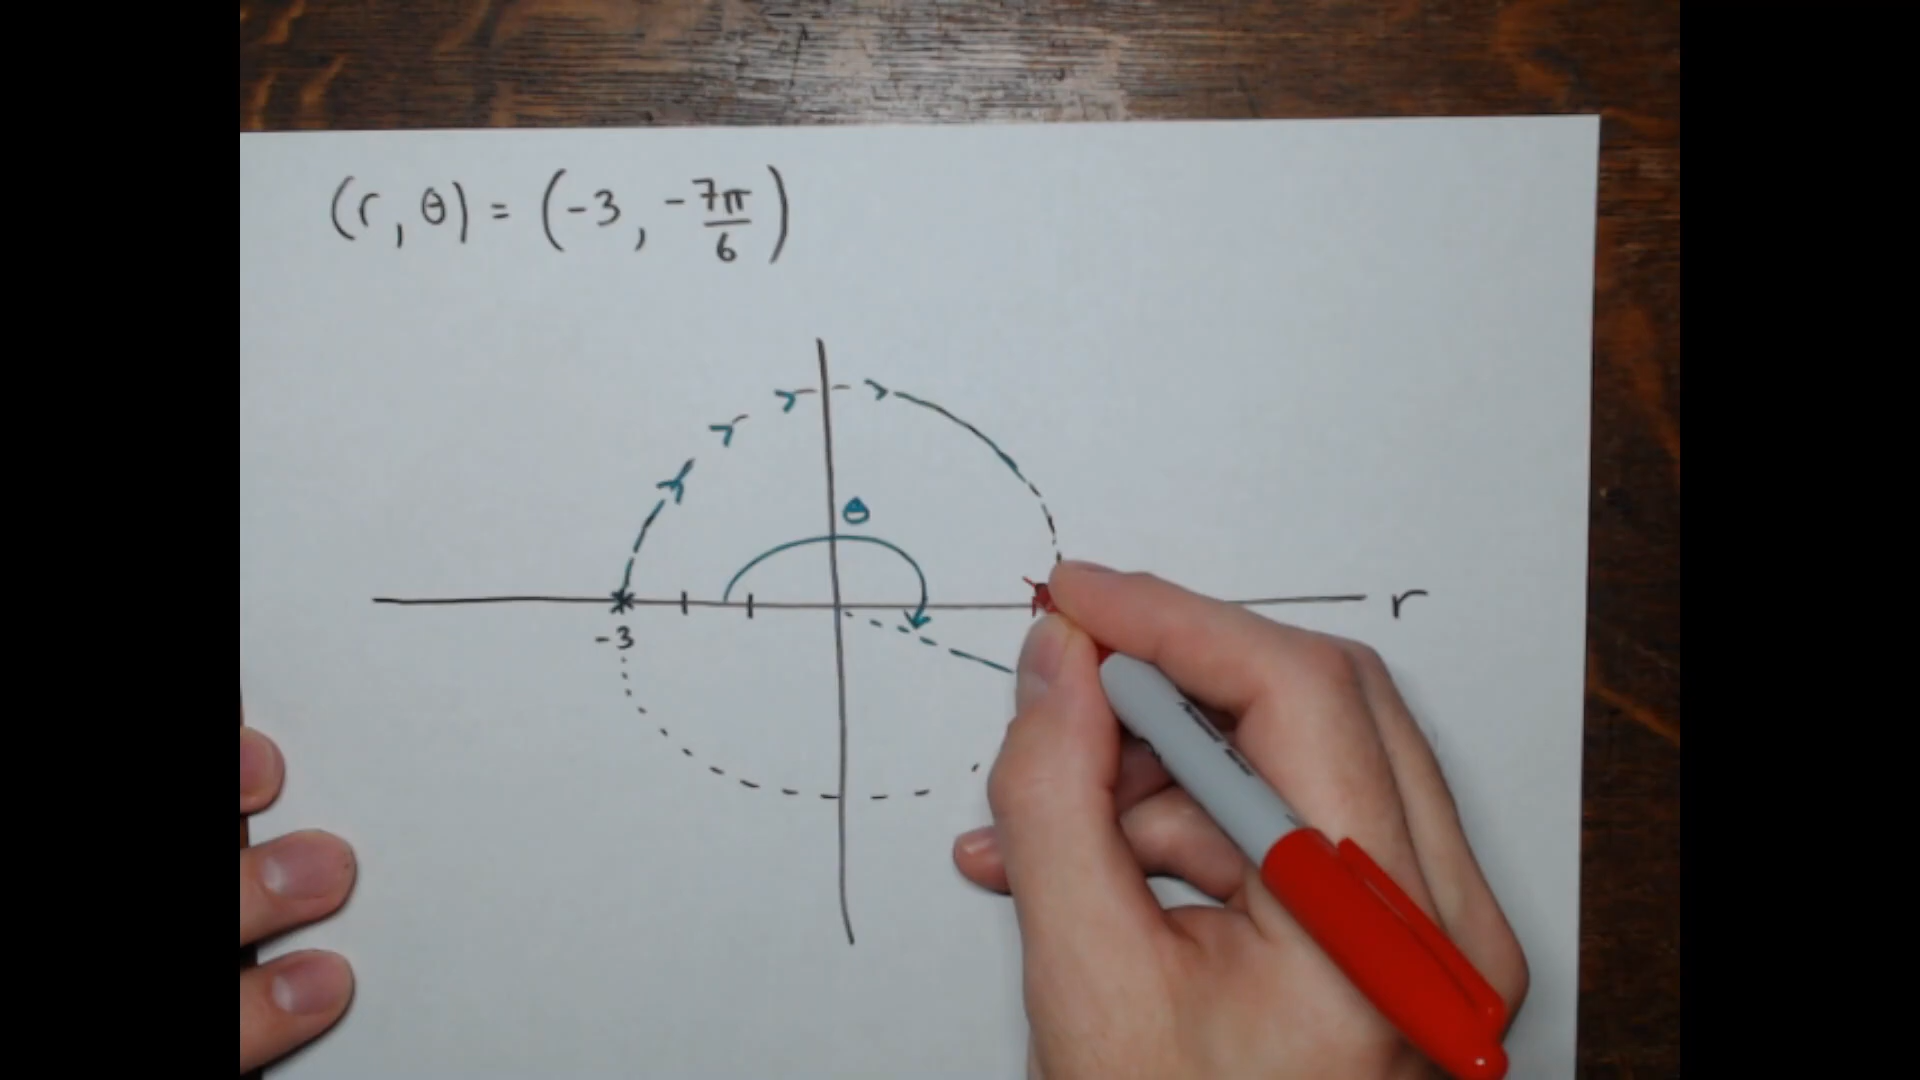 (r, θ) = (-3, -7π/6)
θ
r
-3